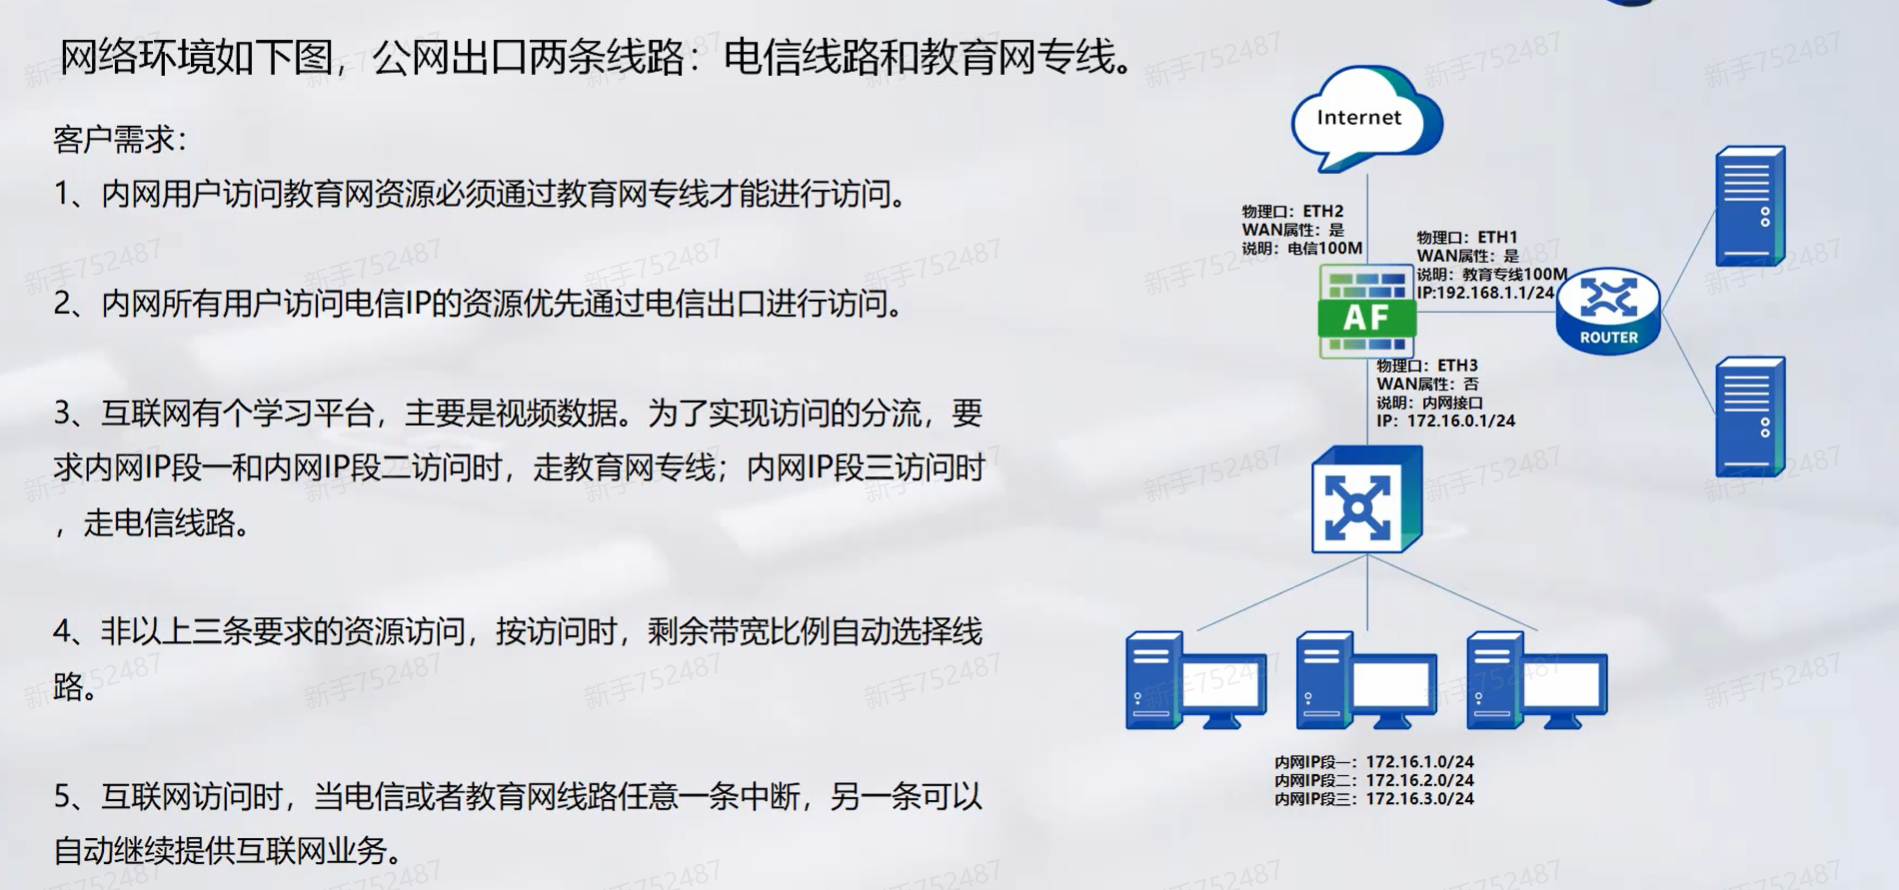 网络环境如下图，公网出口两条线路：电信线路和教育网专线。
客户需求：
1、内网用户访问教育网资源必须通过教育网专线才能进行访问。
2、内网所有用户访问电信IP的资源优先通过电信出口进行访问。
3、互联网有个学习平台，主要是视频数据。为了实现访问的分流，要
求内网IP段一和内网IP段二访问时，走教育网专线；内网IP段三访问时
，走电信线路。
4、非以上三条要求的资源访问，按访问时，剩余带宽比例自动选择线
路。
5、互联网访问时，当电信或者教育网线路任意一条中断，另一条可以
自动继续提供互联网业务。
Internet
物理口：ETH2
WAN属性：是
说明：电信100M
物理口：ETH1
WAN属性：是
说明：教育专线100M
IP:192.168.1.1/24
AF
ROUTER
物理口：ETH3
WAN属性：否
说明：内网接口
IP：172.16.0.1/24
内网IP段一：172.16.1.0/24
内网IP段二：172.16.2.0/24
内网IP段三：172.16.3.0/24
新手752487